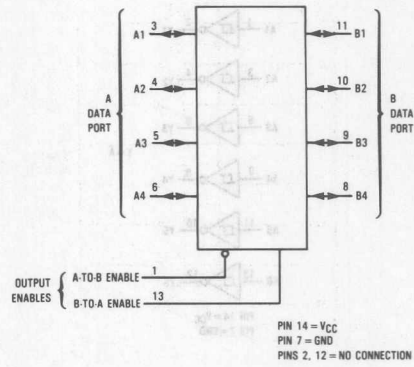 A1 3
A2 4
A3 5
A4 6
A
DATA
PORT
11 B1
10 B2
9 B3
8 B4
B
DATA
PORT
OUTPUT
ENABLES
A-TO-B ENABLE 1
B-TO-A ENABLE 13
PIN 14 = VCC
PIN 7 = GND
PINS 2, 12 = NO CONNECTION